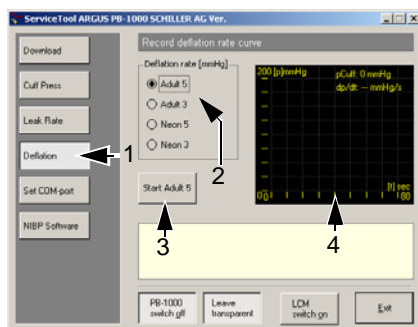 ServiceTool ARGUS PB-1000 SCHILLER AG Ver.
Download
Cuff Press
Leak Rate
Deflation
Set COM-port
NIBP Software
Record deflation rate curve
Deflation rate [mmHg]
Adult 5
Adult 3
Neon 5
Neon 3
Start Adult 5
200 [p]mmHg
pCuff: 0 mmHg
dp/dt: --- mmHg/s
[t] sec
0
0
180
1
2
3
4
PB-1000
switch off
Leave
transparent
LCM
switch on
Exit